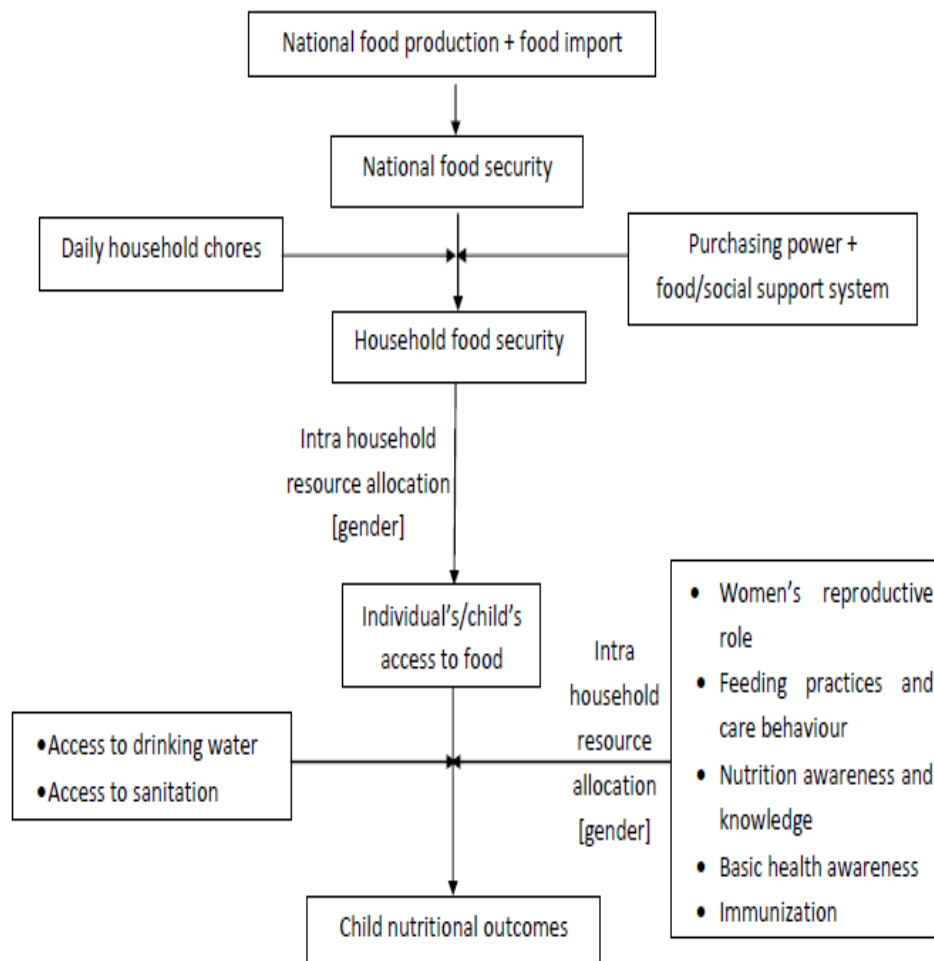 National food production + food import
National food security
Daily household chores
Purchasing power +
food/social support system
Household food security
Intra household
resource allocation
[gender]
Individual's/child's
access to food
Intra
household
resource
allocation
[gender]
• Women's reproductive
role
• Feeding practices and
care behaviour
• Nutrition awareness and
knowledge
• Basic health awareness
• Immunization
•Access to drinking water
•Access to sanitation
Child nutritional outcomes